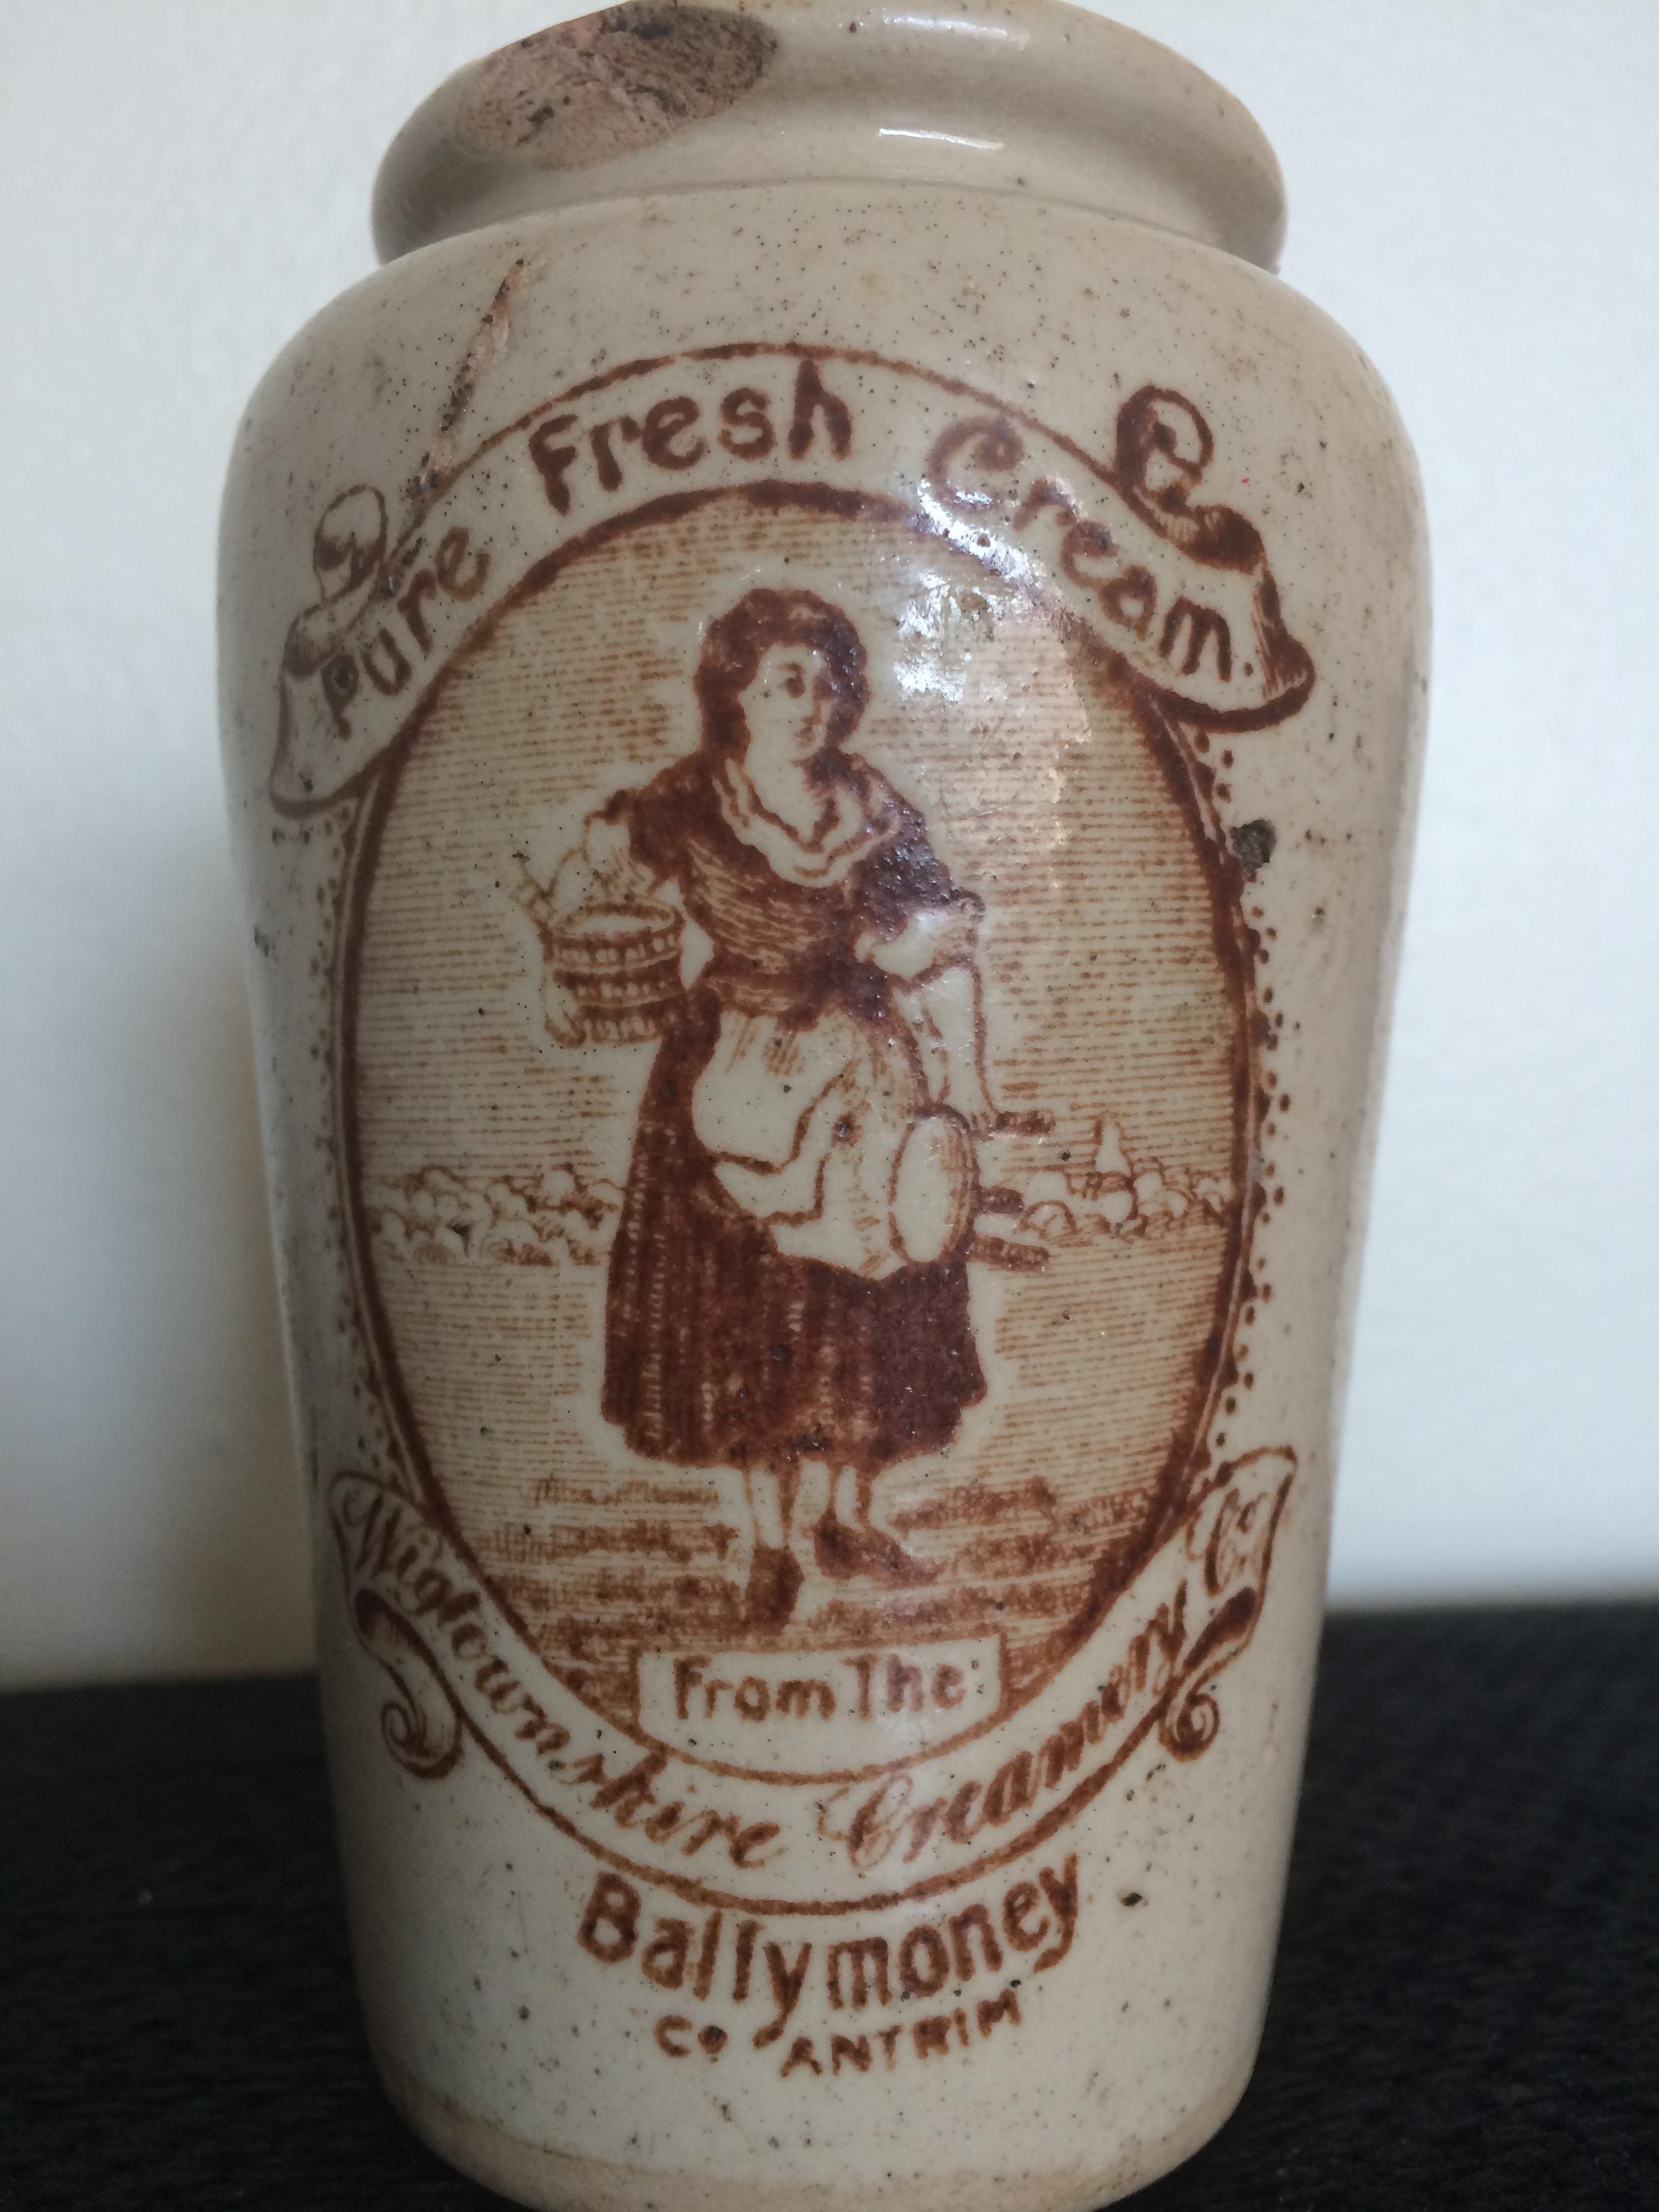 Pure Fresh Cream
From The
Wigtownshire Creamery Co.
Ballymoney
Co ANTRIM